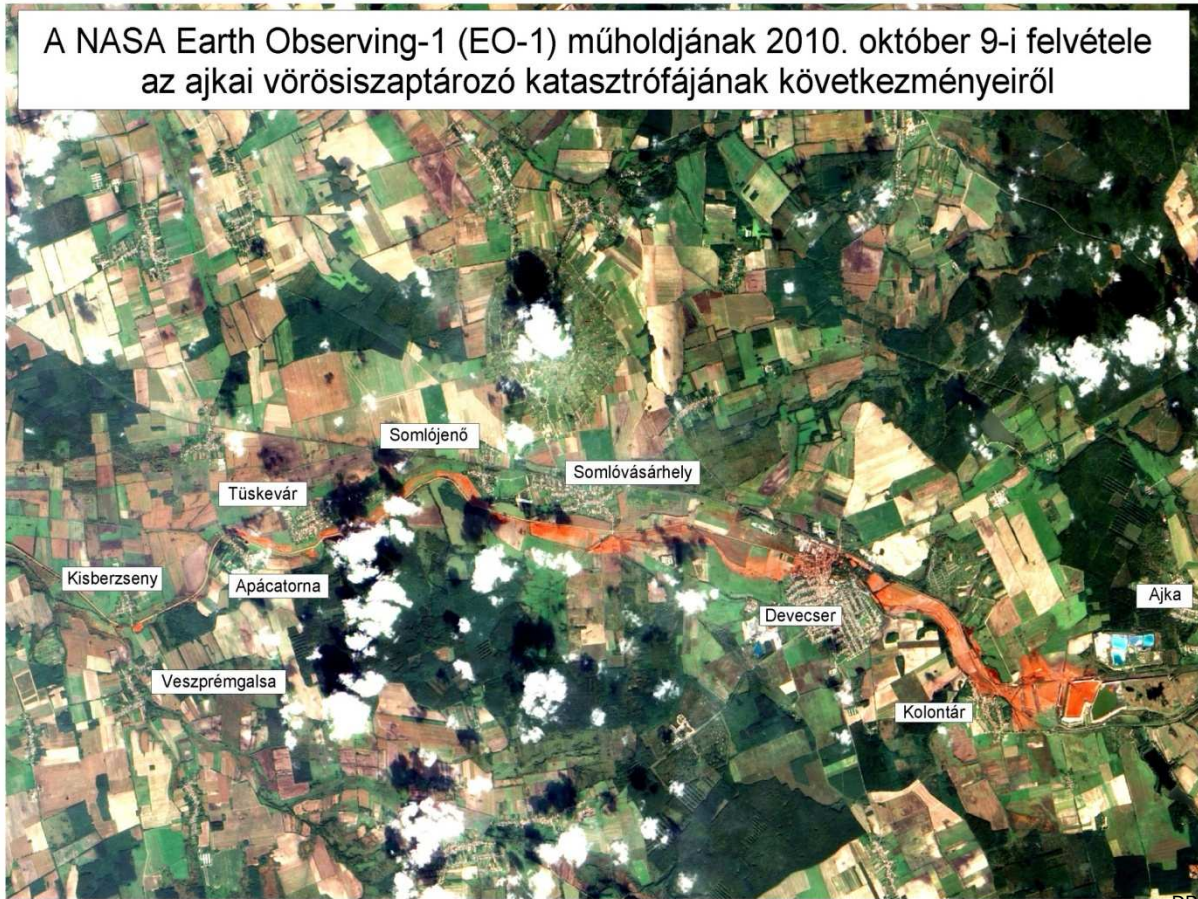 A NASA Earth Observing-1 (EO-1) műholdjának 2010. október 9-i felvétele
az ajkai vörösiszaptározó katasztrófájának következményeiről
Somlójenő
Somlóvásárhely
Tüskevár
Kisberzseny
Apácatorna
Ajka
Devecser
Veszprémgalsa
Kolontár